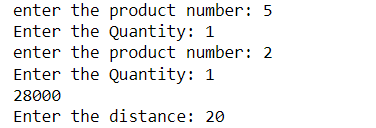 enter the product number: 5
Enter the Quantity: 1
enter the product number: 2
Enter the Quantity: 1
28000
Enter the distance: 20